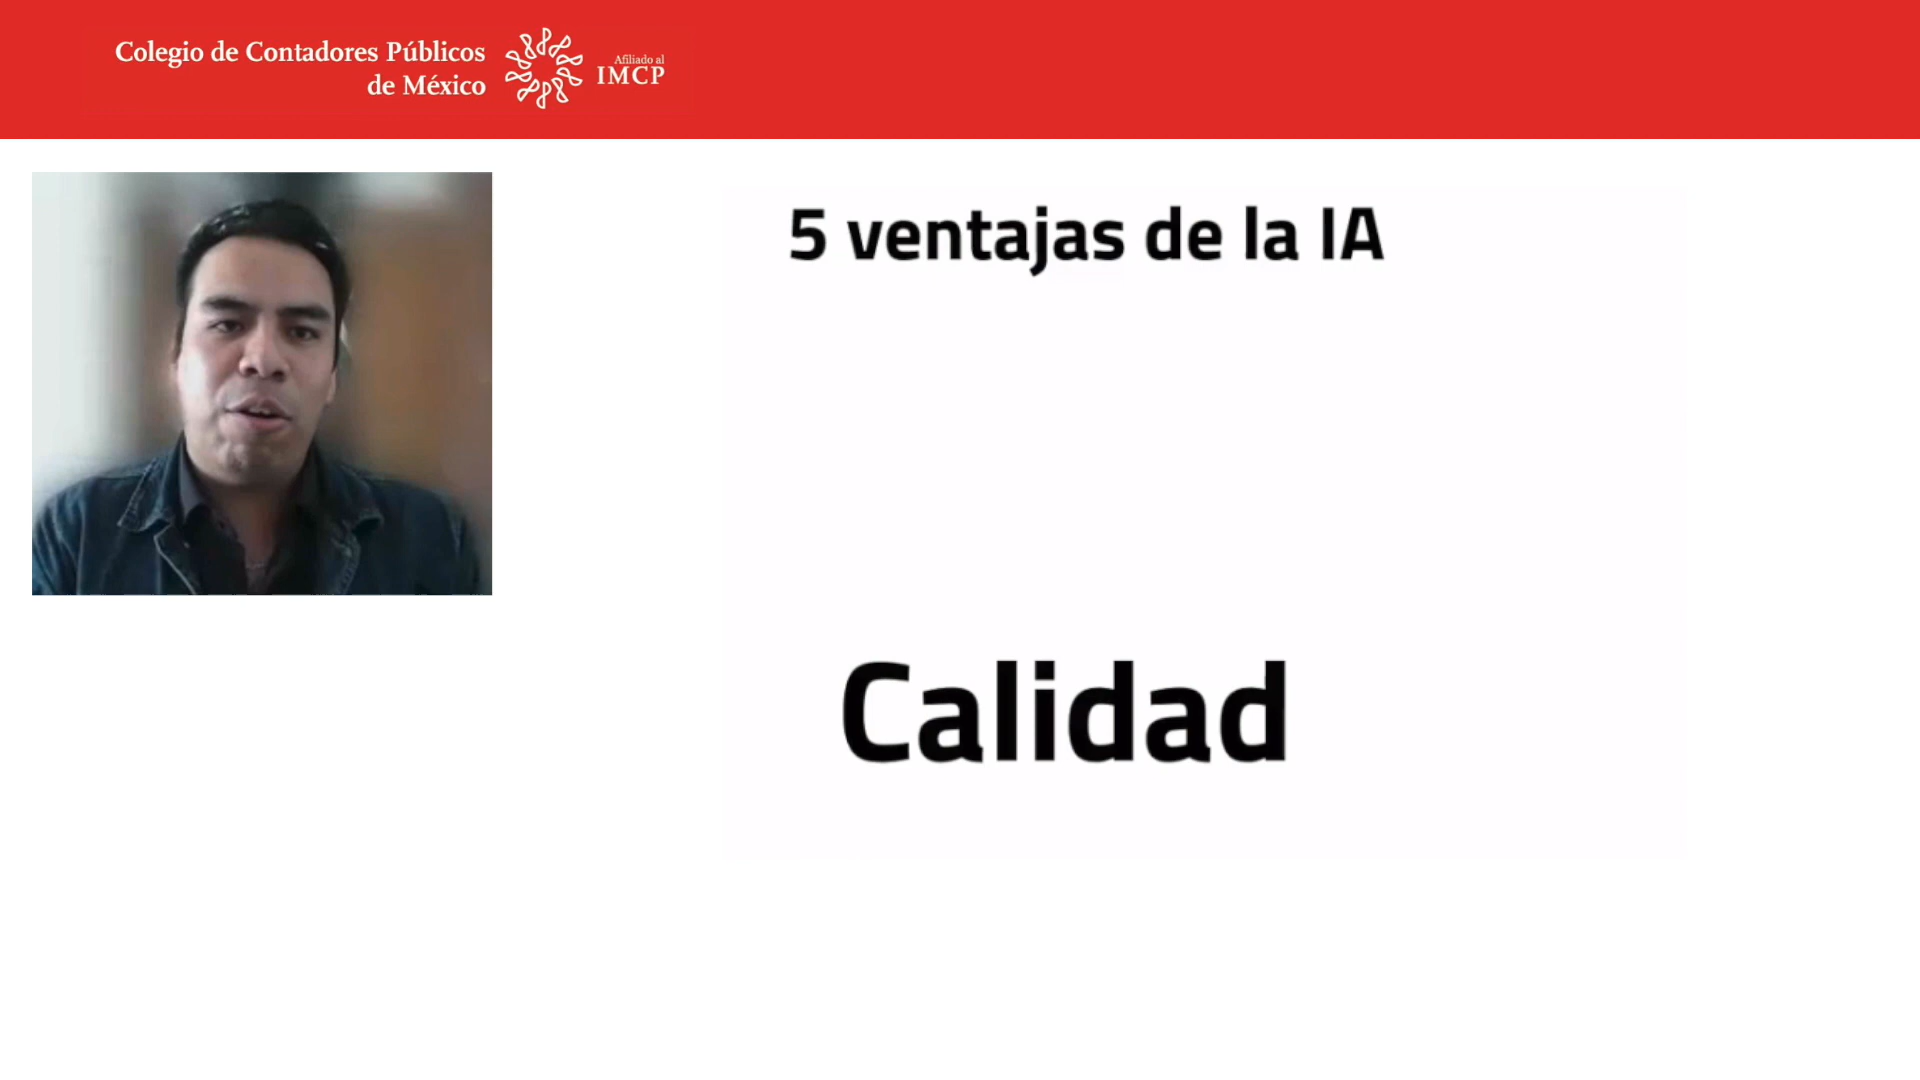 Colegio de Contadores Públicos
de México
Afiliado al
IMCP
5 ventajas de la IA
Calidad